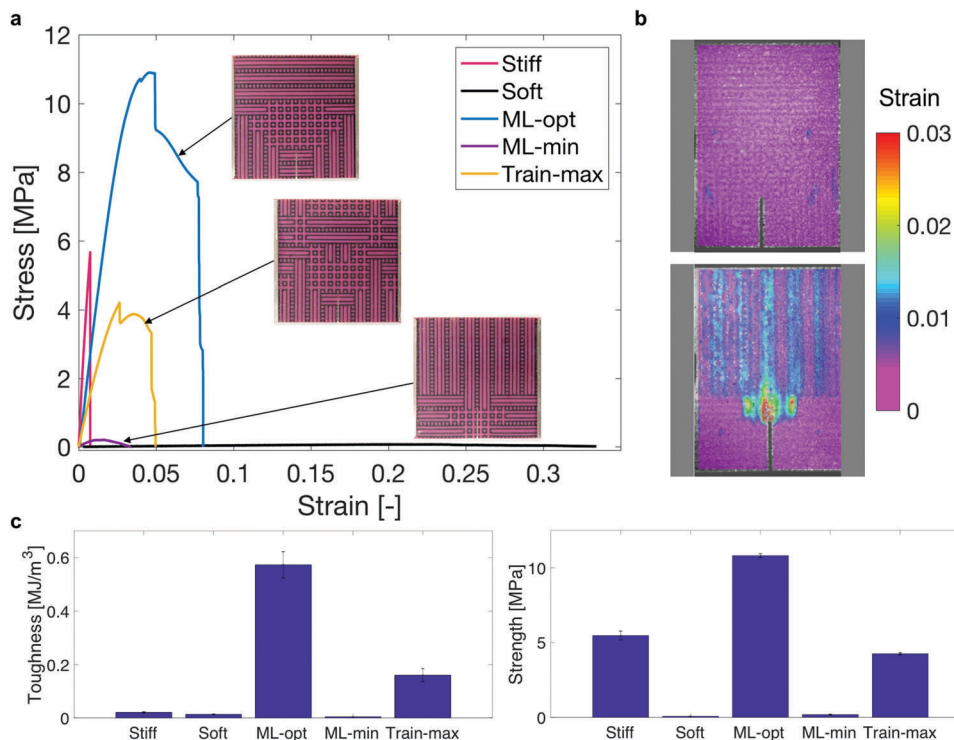 a
12
10
8
6
4
2
0
Stress [MPa]
0 0.05 0.1 0.15 0.2 0.25 0.3
Strain [-]
Stiff
Soft
ML-opt
ML-min
Train-max
b
Strain
0.03
0.02
0.01
0
c
Toughness [MJ/m³]
0.6
0.4
0.2
0
Stiff Soft ML-opt ML-min Train-max
Strength [MPa]
10
5
0
Stiff Soft ML-opt ML-min Train-max